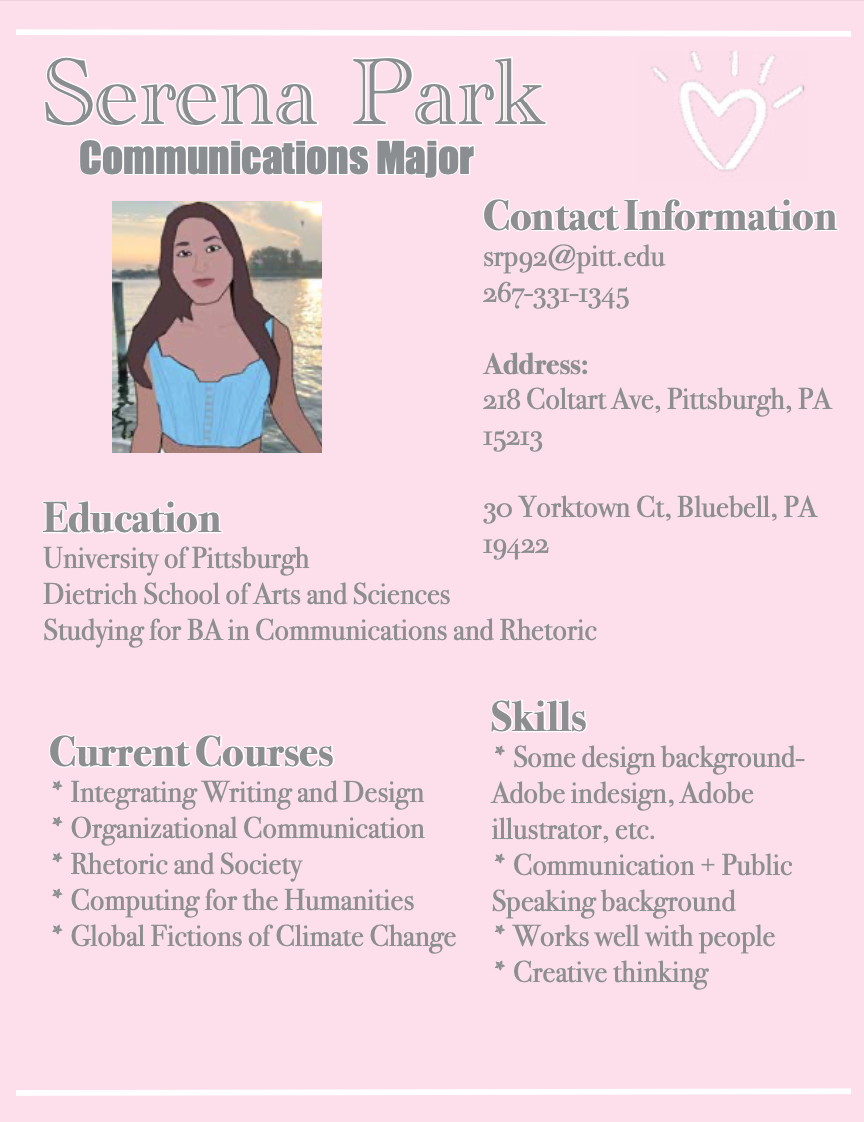 Serena Park
Communications Major
Contact Information
srp92@pitt.edu
267-331-1345
Address:
218 Coltart Ave, Pittsburgh, PA
15213
30 Yorktown Ct, Bluebell, PA
19422
Education
University of Pittsburgh
Dietrich School of Arts and Sciences
Studying for BA in Communications and Rhetoric
Current Courses
* Integrating Writing and Design
* Organizational Communication
* Rhetoric and Society
* Computing for the Humanities
* Global Fictions of Climate Change
Skills
* Some design background-
Adobe indesign, Adobe
illustrator, etc.
* Communication + Public
Speaking background
* Works well with people
* Creative thinking